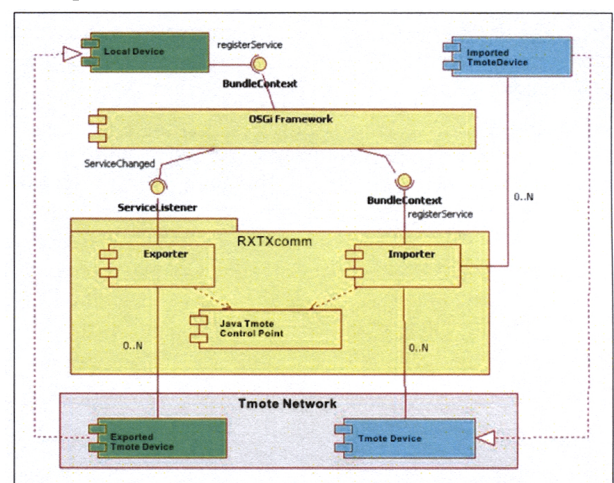 Local Device
registerService
BundleContext
Imported
TmoteDevice
OSGi Framework
ServiceChanged
ServiceListener
BundleContext
registerService
0..N
RXTXcomm
Exporter
Importer
Java Tmote
Control Point
0..N
0..N
Tmote Network
Exported
Tmote Device
Tmote Device